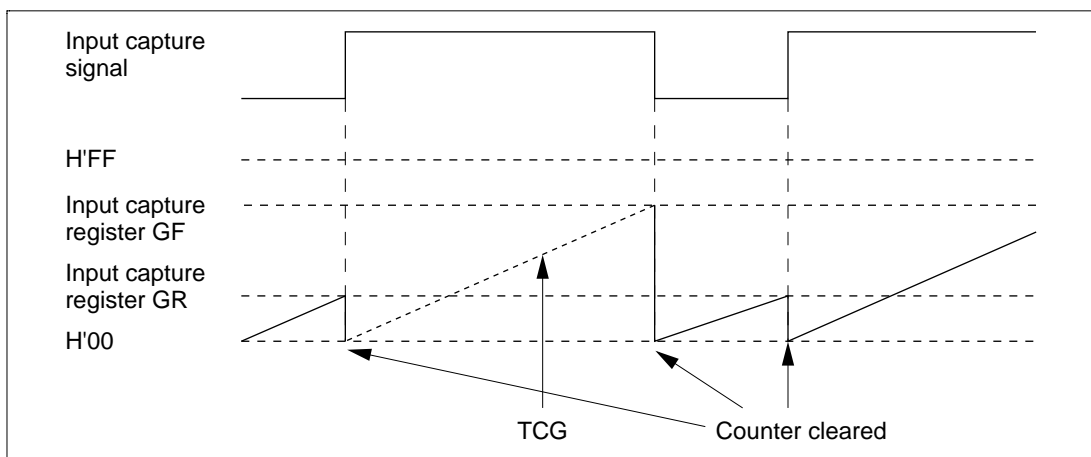 Input capture
signal
H'FF
Input capture
register GF
Input capture
register GR
H'00
TCG
Counter cleared